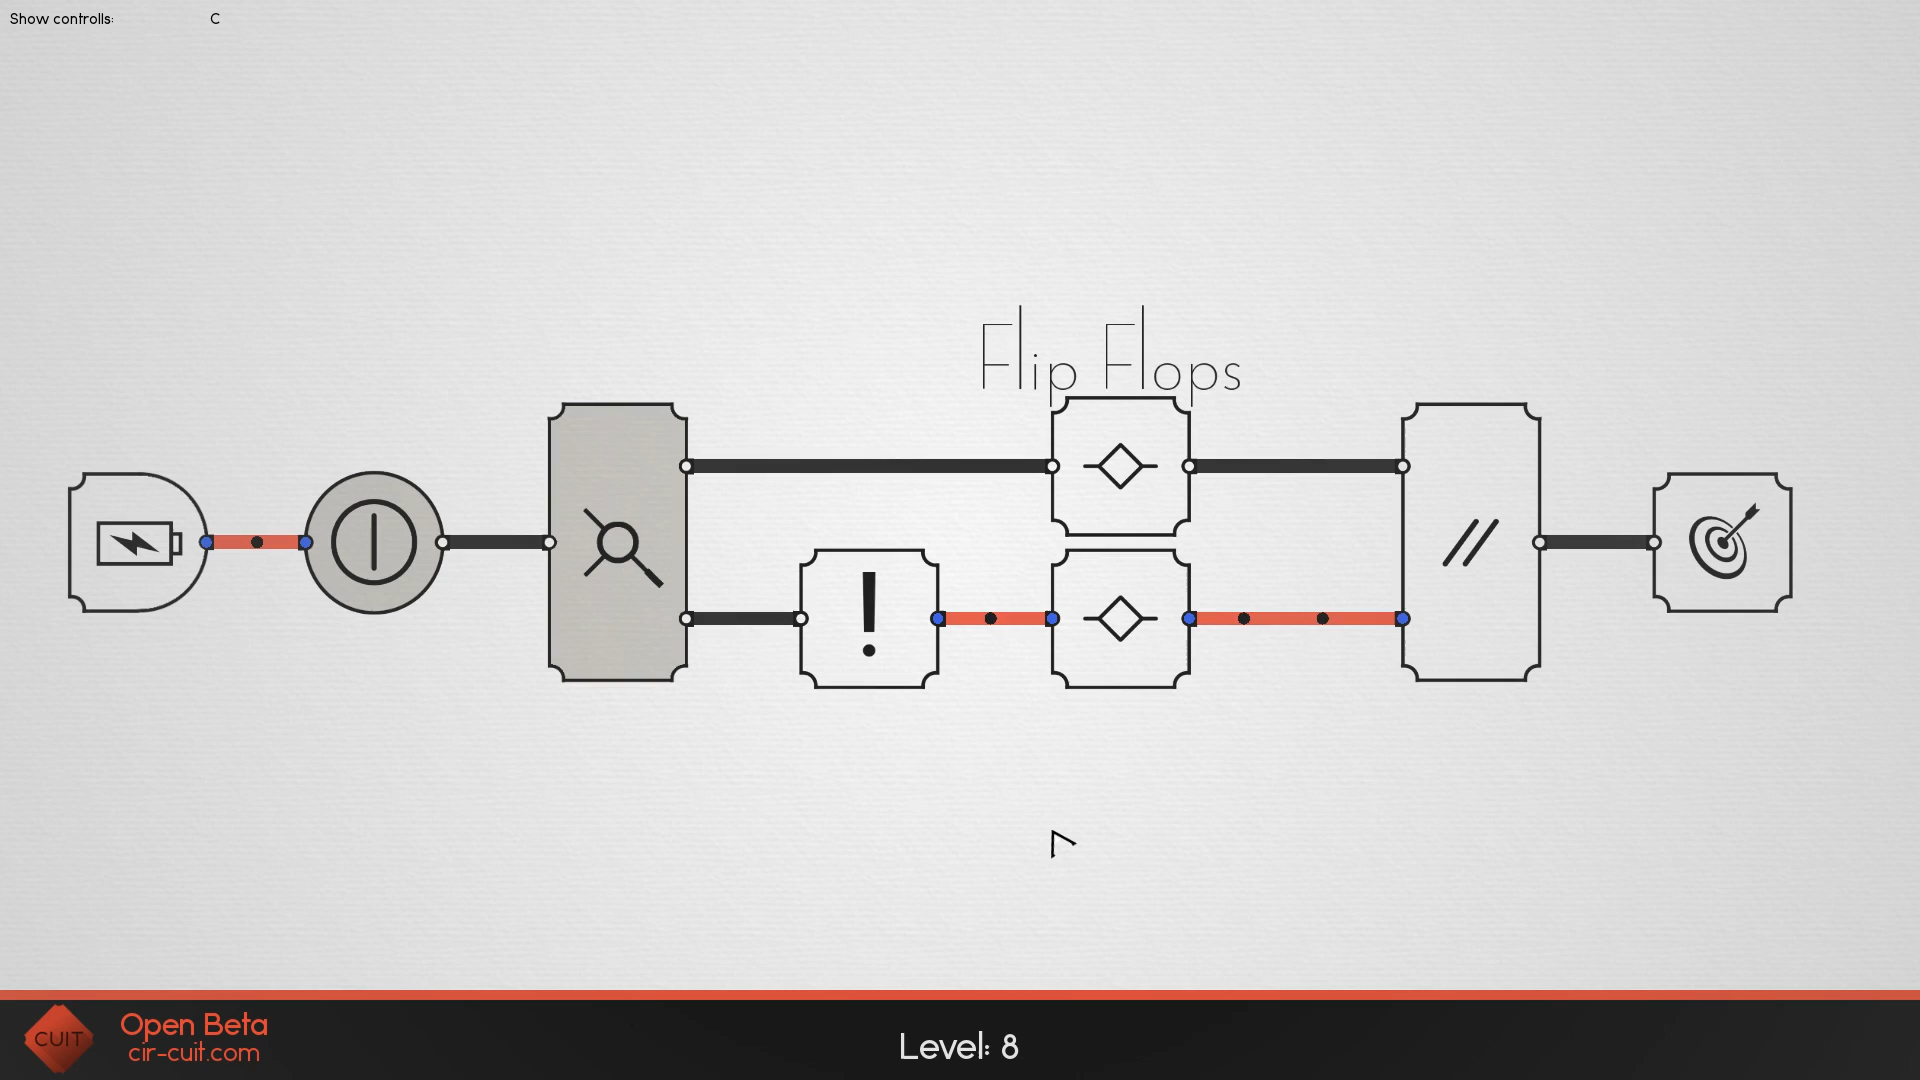 Show controlls: C
Flip Flops
CUIT
Open Beta
cir-cuit.com
Level: 8